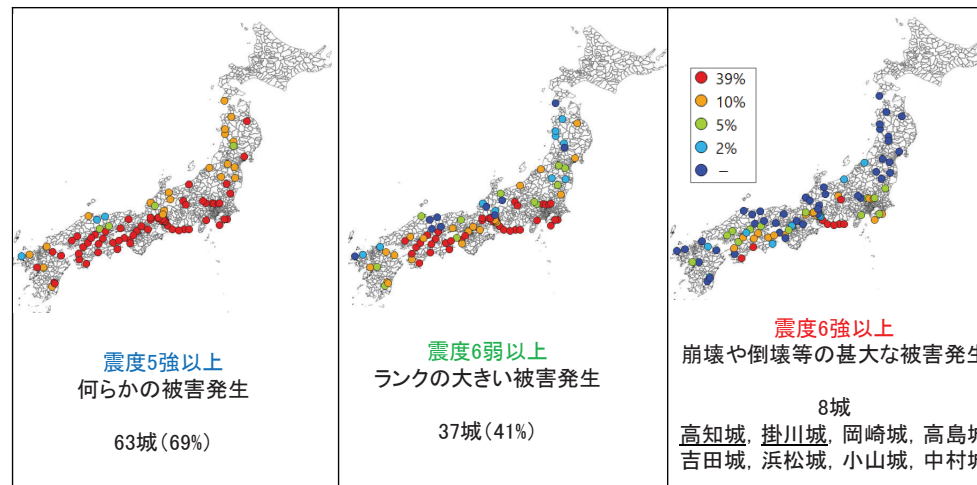 39%
10%
5%
2%
–
震度5強以上
何らかの被害発生
63城(69%)
震度6弱以上
ランクの大きい被害発生
37城(41%)
震度6強以上
崩壊や倒壊等の甚大な被害発生
8城
高知城, 掛川城, 岡崎城, 高島城
吉田城, 浜松城, 小山城, 中村城